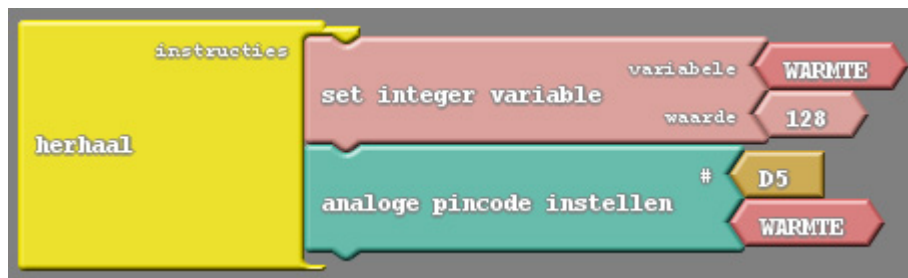 instructies
variabele WARMTE
set integer variable
waarde 128
herhaal
# D5
analoge pincode instellen
WARMTE